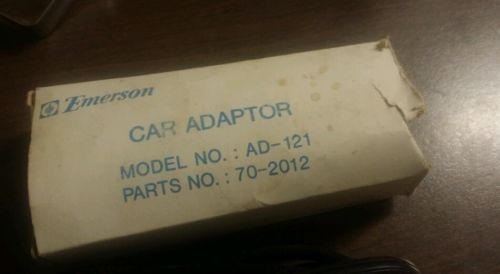 Emerson
CAR ADAPTOR
MODEL NO. : AD-121
PARTS NO. : 70-2012